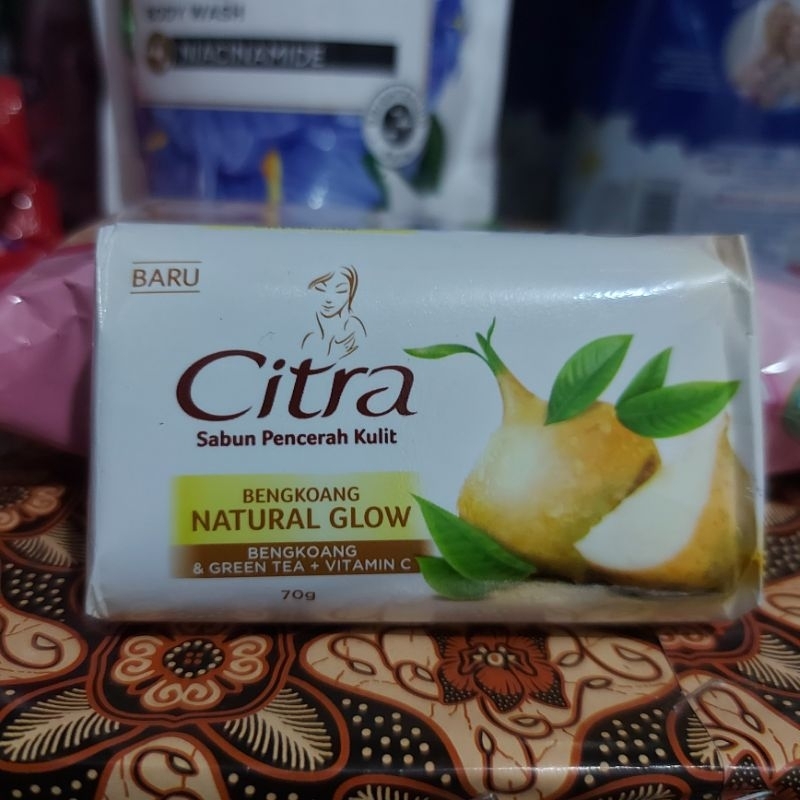 BODY WASH
NIACINAMIDE
BARU
Citra
Sabun Pencerah Kulit
BENGKOANG
NATURAL GLOW
BENGKOANG
& GREEN TEA + VITAMIN C
70g